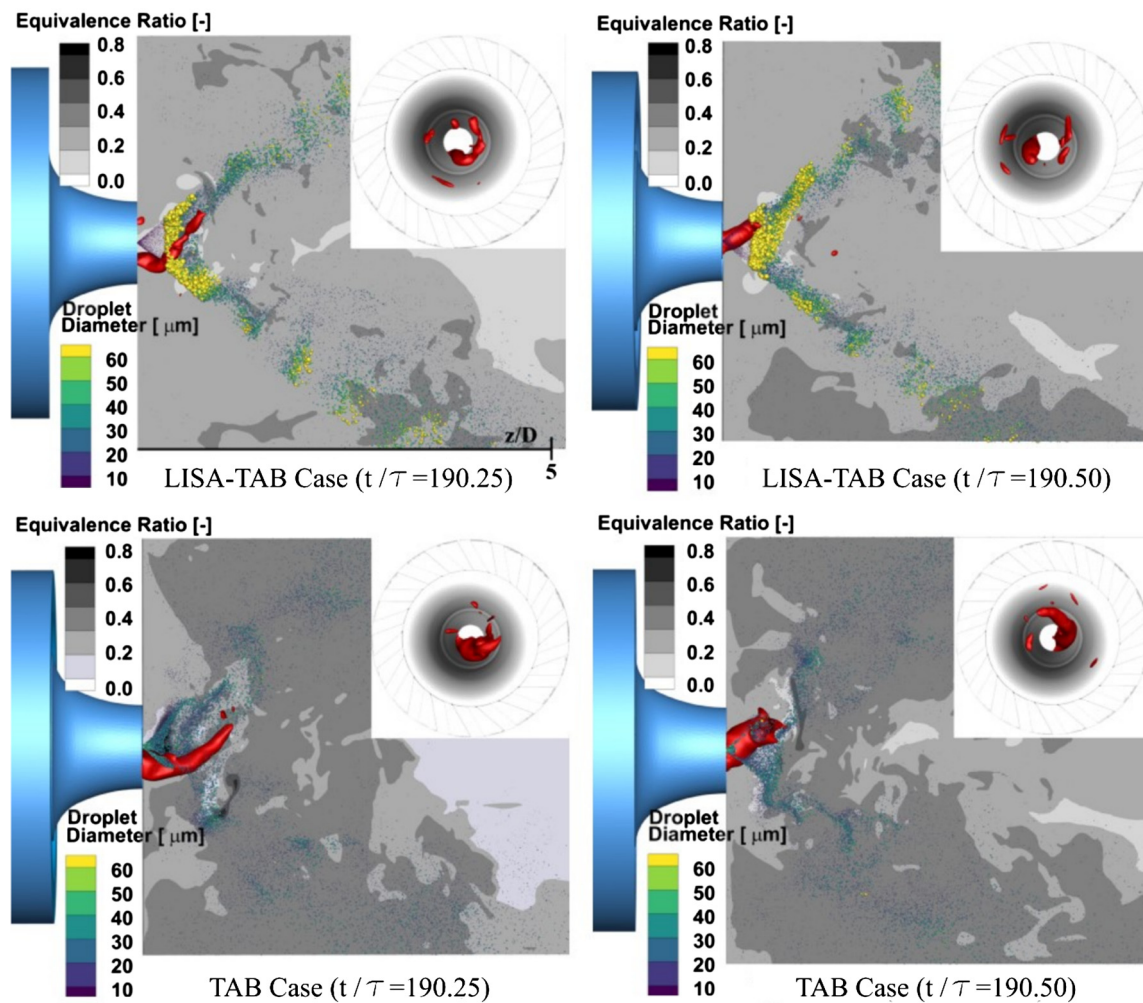 Equivalence Ratio [-]
0.8
0.6
0.4
0.2
0.0
Droplet
Diameter [ μm]
60
50
40
30
20
10
z/D
5
LISA-TAB Case (t /τ =190.25)
Equivalence Ratio [-]
0.8
0.6
0.4
0.2
0.0
Droplet
Diameter [ μm]
60
50
40
30
20
10
LISA-TAB Case (t /τ =190.50)
Equivalence Ratio [-]
0.8
0.6
0.4
0.2
0.0
Droplet
Diameter [ μm]
60
50
40
30
20
10
TAB Case (t /τ =190.25)
Equivalence Ratio [-]
0.8
0.6
0.4
0.2
0.0
Droplet
Diameter [ μm]
60
50
40
30
20
10
TAB Case (t /τ =190.50)